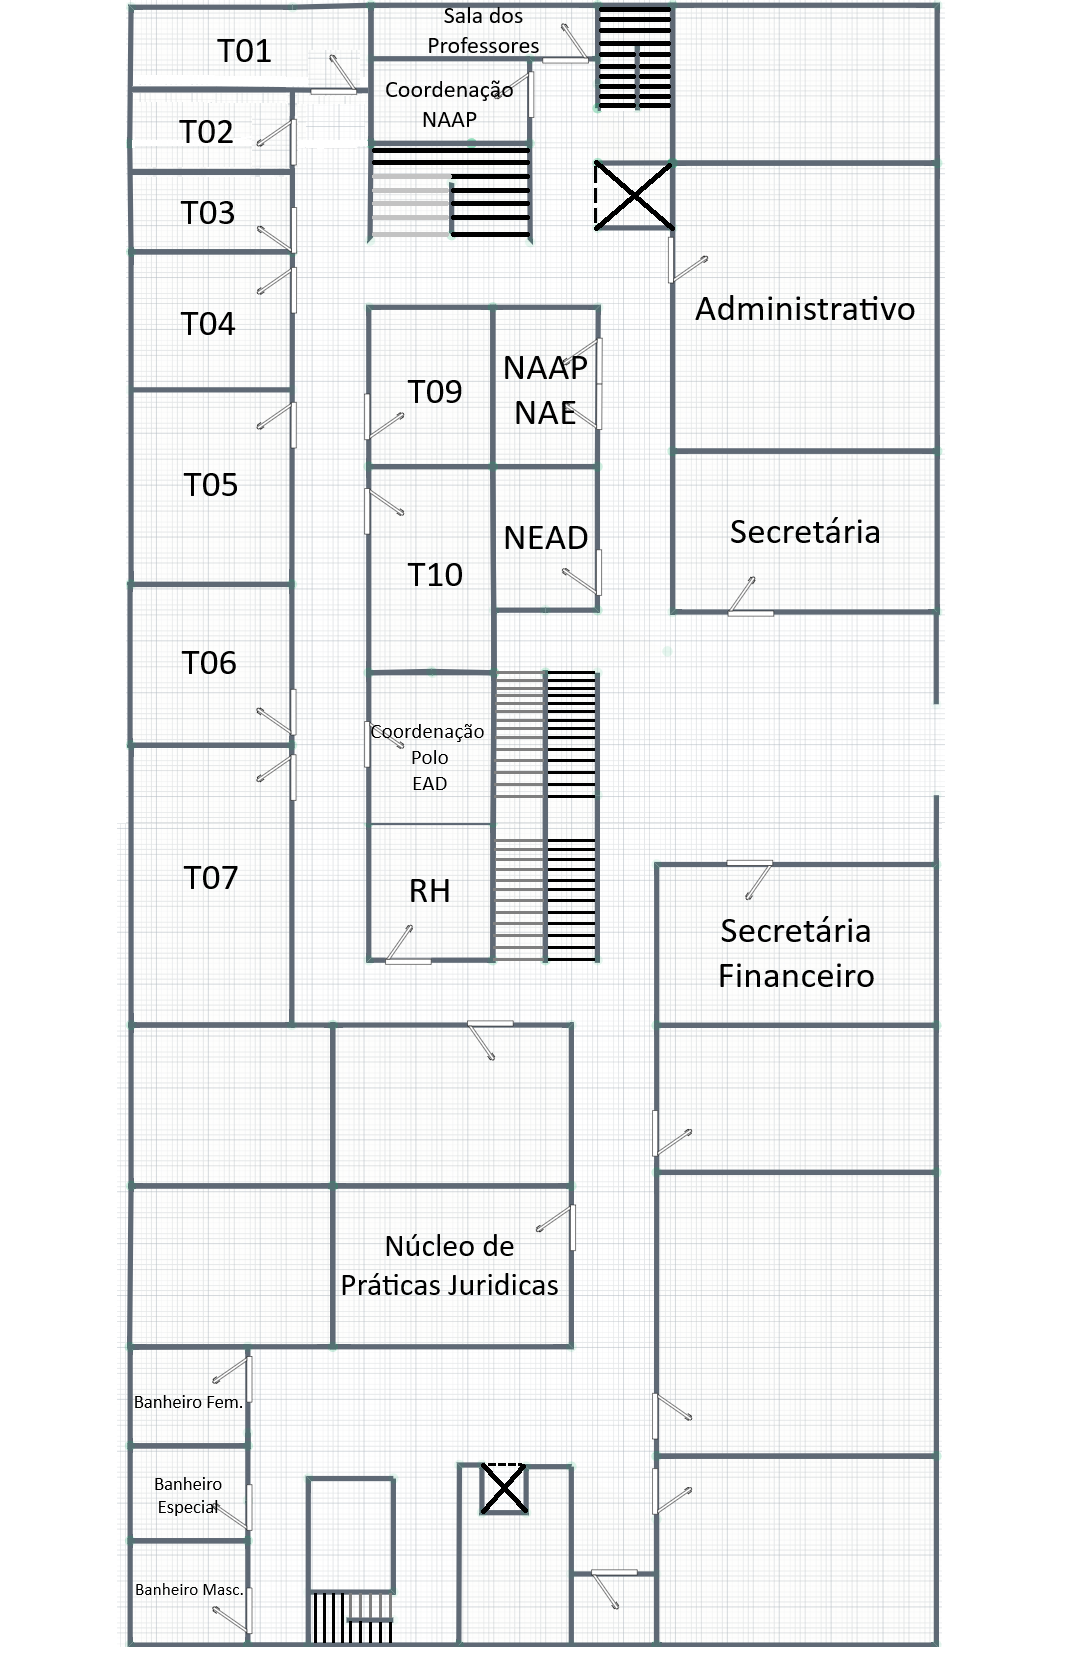 Sala dos
Professores
T01
Coordenação
NAAP
T02
T03
T04
Administrativo
NAAP
NAE
T09
T05
Secretária
NEAD
T10
T06
Coordenação
Polo
EAD
T07
RH
Secretária
Financeiro
Núcleo de
Práticas Juridicas
Banheiro Fem.
Banheiro
Especial
Banheiro Masc.